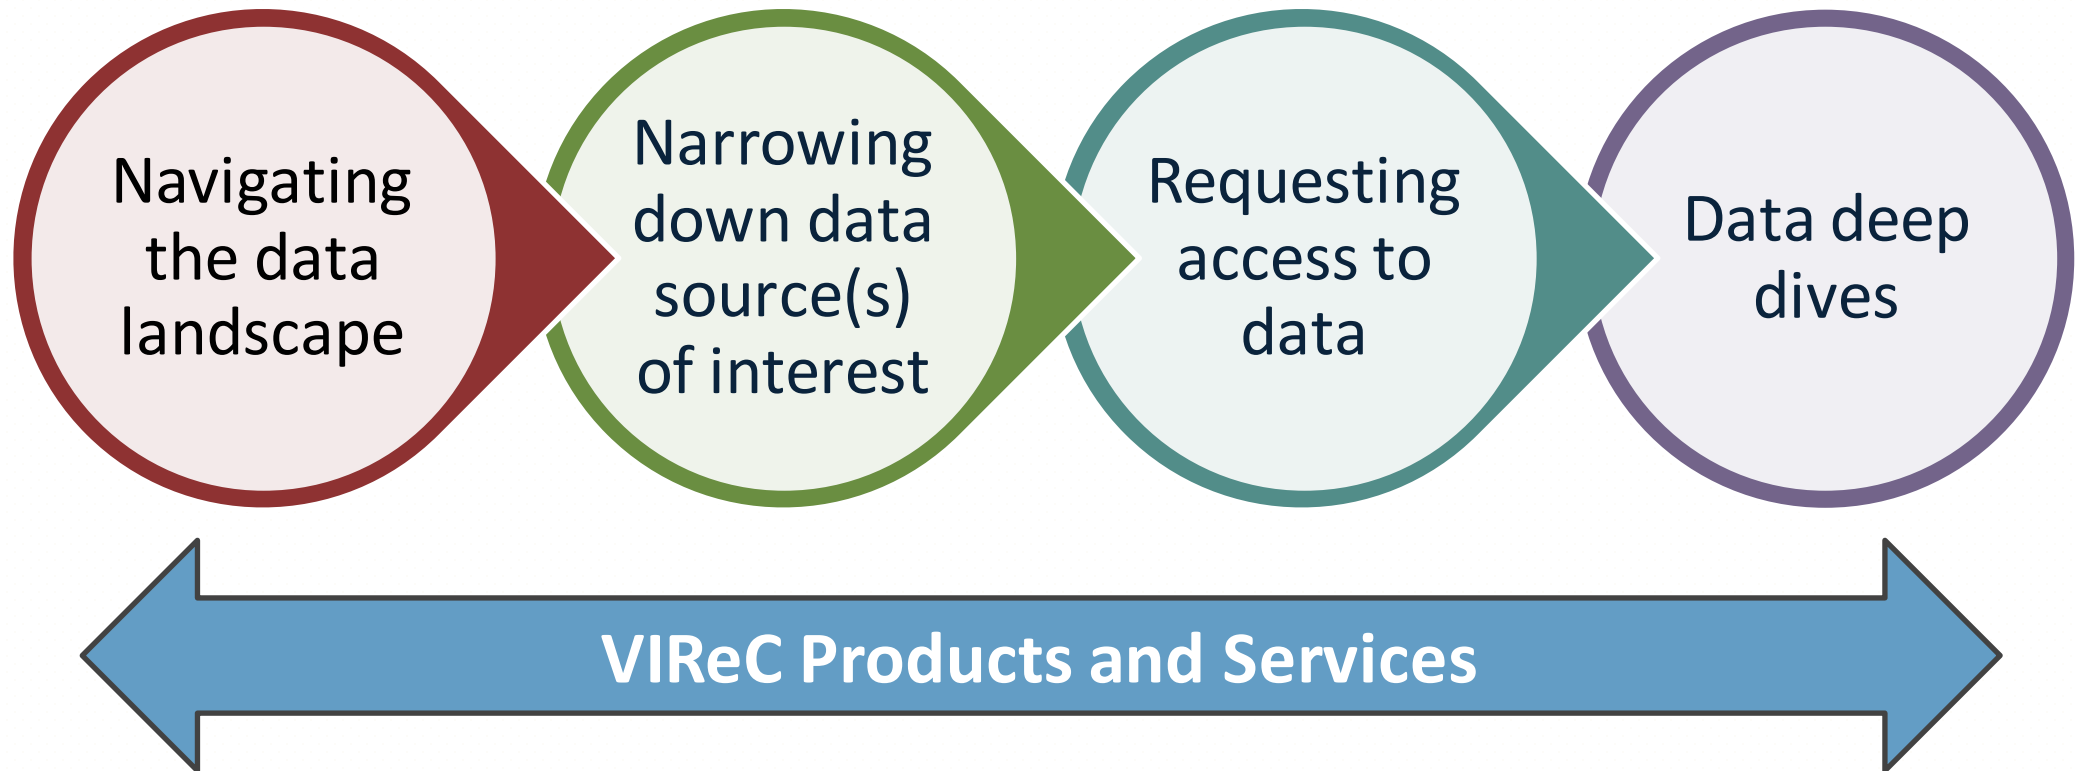 Navigating
the data
landscape
Narrowing
down data
source(s)
of interest
Requesting
access to
data
Data deep
dives
VIReC Products and Services